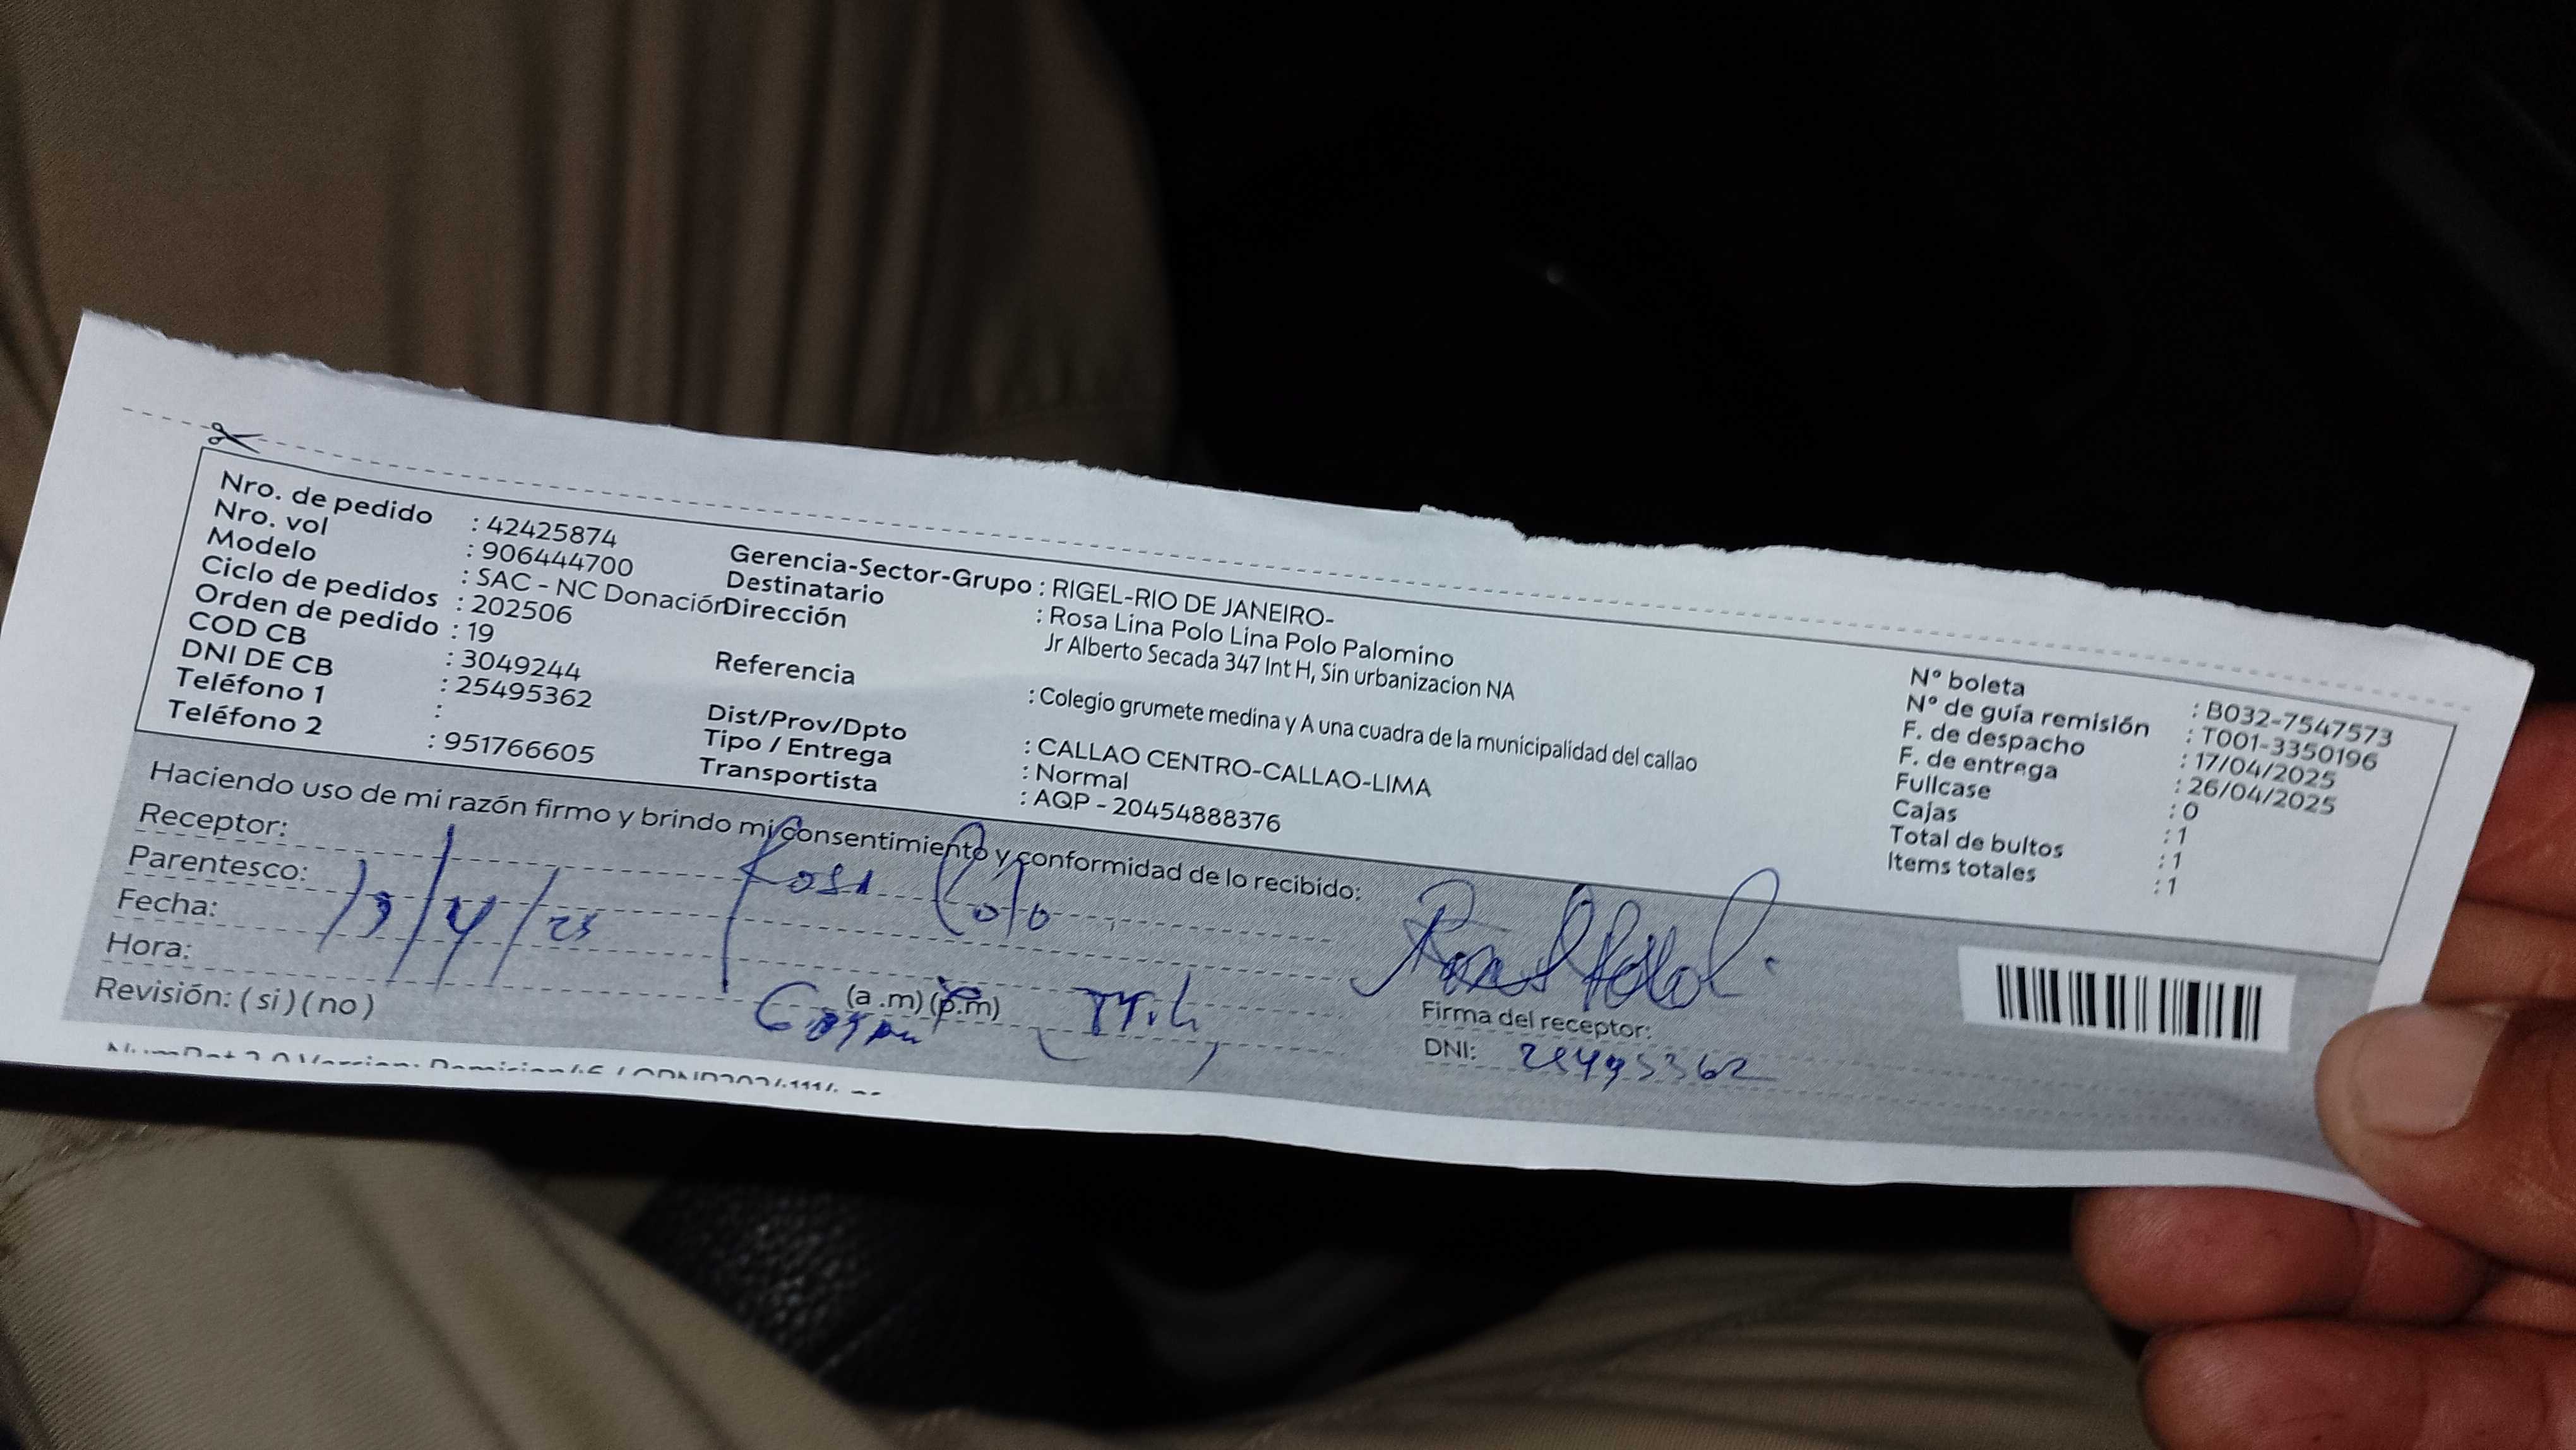 Nro. de pedido : 42425874
Nro. vol : 906444700
Modelo : SAC - NC Donación
Ciclo de pedidos : 202506
Orden de pedido : 19
COD CB : 3049244
DNI DE CB : 25495362
Teléfono 1 :
Teléfono 2 : 951766605
Gerencia-Sector-Grupo : RIGEL-RIO DE JANEIRO-
Destinatario : Rosa Lina Polo Lina Polo Palomino
Dirección Jr Alberto Secada 347 Int H, Sin urbanizacion NA
Referencia : Colegio grumete medina y A una cuadra de la municipalidad del callao
Dist/Prov/Dpto : CALLAO CENTRO-CALLAO-LIMA
Tipo / Entrega : Normal
Transportista : AQP - 20454888376
N° boleta : B032-7547573
N° de guía remisión : T001-3350196
F. de despacho : 17/04/2025
F. de entrega : 26/04/2025
Fullcase : 0
Cajas : 1
Total de bultos : 1
Items totales : 1
Haciendo uso de mi razón firmo y brindo mi consentimiento y conformidad de lo recibido:
Receptor: Rosa Polo
Parentesco:
Fecha:
Hora: (a .m) (p.m)
Revisión: ( si ) ( no )
Firma del receptor:
DNI: 25495362